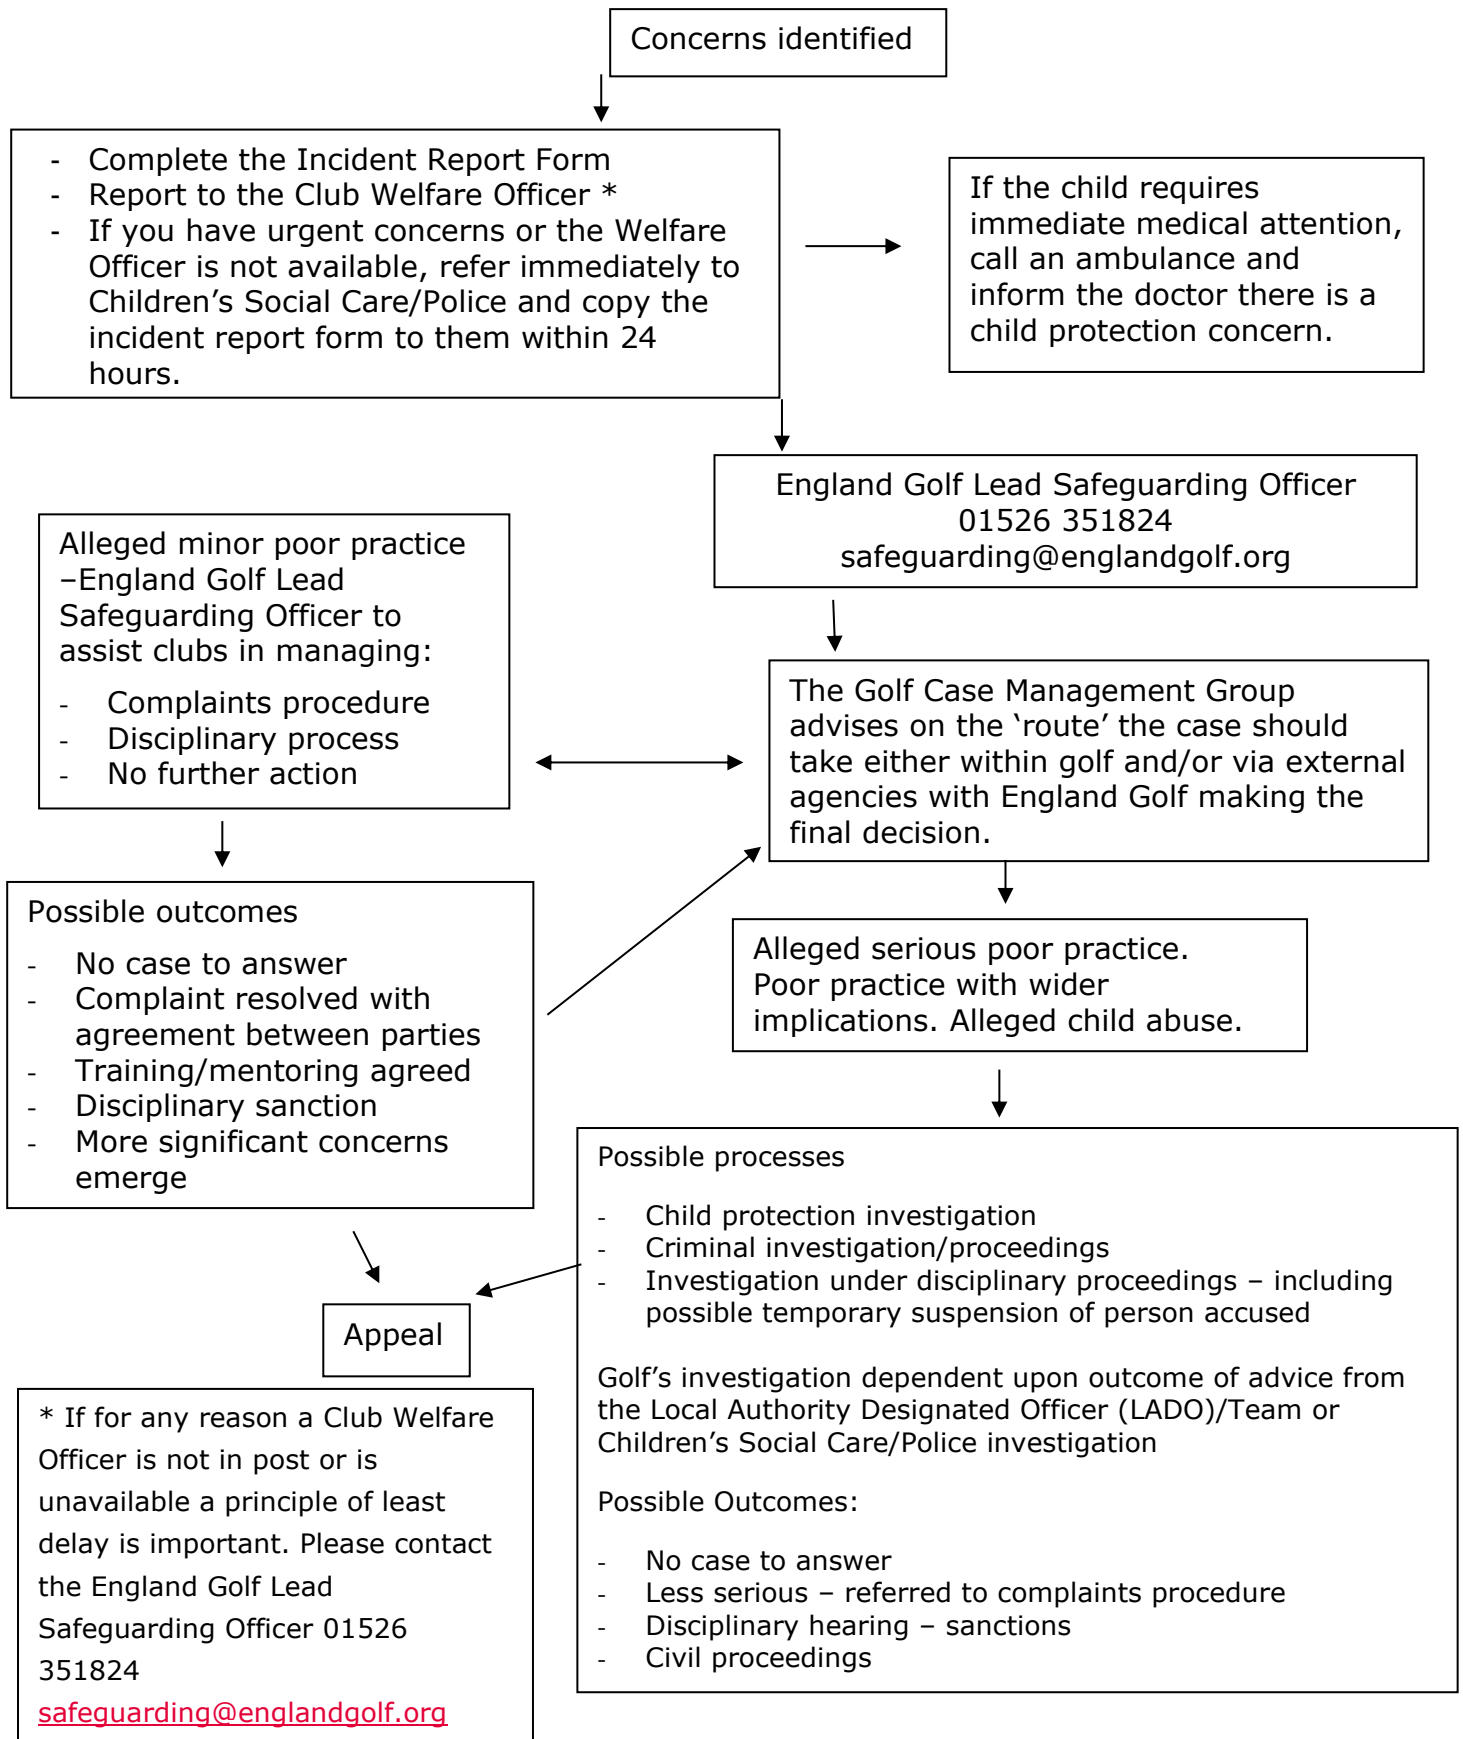 Concerns identified
- Complete the Incident Report Form
- Report to the Club Welfare Officer *
- If you have urgent concerns or the Welfare
Officer is not available, refer immediately to
Children’s Social Care/Police and copy the
incident report form to them within 24
hours.
If the child requires
immediate medical attention,
call an ambulance and
inform the doctor there is a
child protection concern.
England Golf Lead Safeguarding Officer
01526 351824
safeguarding@englandgolf.org
Alleged minor poor practice
–England Golf Lead
Safeguarding Officer to
assist clubs in managing:
- Complaints procedure
- Disciplinary process
- No further action
The Golf Case Management Group
advises on the ‘route’ the case should
take either within golf and/or via external
agencies with England Golf making the
final decision.
Possible outcomes
- No case to answer
- Complaint resolved with
agreement between parties
- Training/mentoring agreed
- Disciplinary sanction
- More significant concerns
emerge
Alleged serious poor practice.
Poor practice with wider
implications. Alleged child abuse.
Possible processes
- Child protection investigation
- Criminal investigation/proceedings
- Investigation under disciplinary proceedings – including
possible temporary suspension of person accused
Golf’s investigation dependent upon outcome of advice from
the Local Authority Designated Officer (LADO)/Team or
Children’s Social Care/Police investigation
Possible Outcomes:
- No case to answer
- Less serious – referred to complaints procedure
- Disciplinary hearing – sanctions
- Civil proceedings
Appeal
* If for any reason a Club Welfare
Officer is not in post or is
unavailable a principle of least
delay is important. Please contact
the England Golf Lead
Safeguarding Officer 01526
351824
safeguarding@englandgolf.org